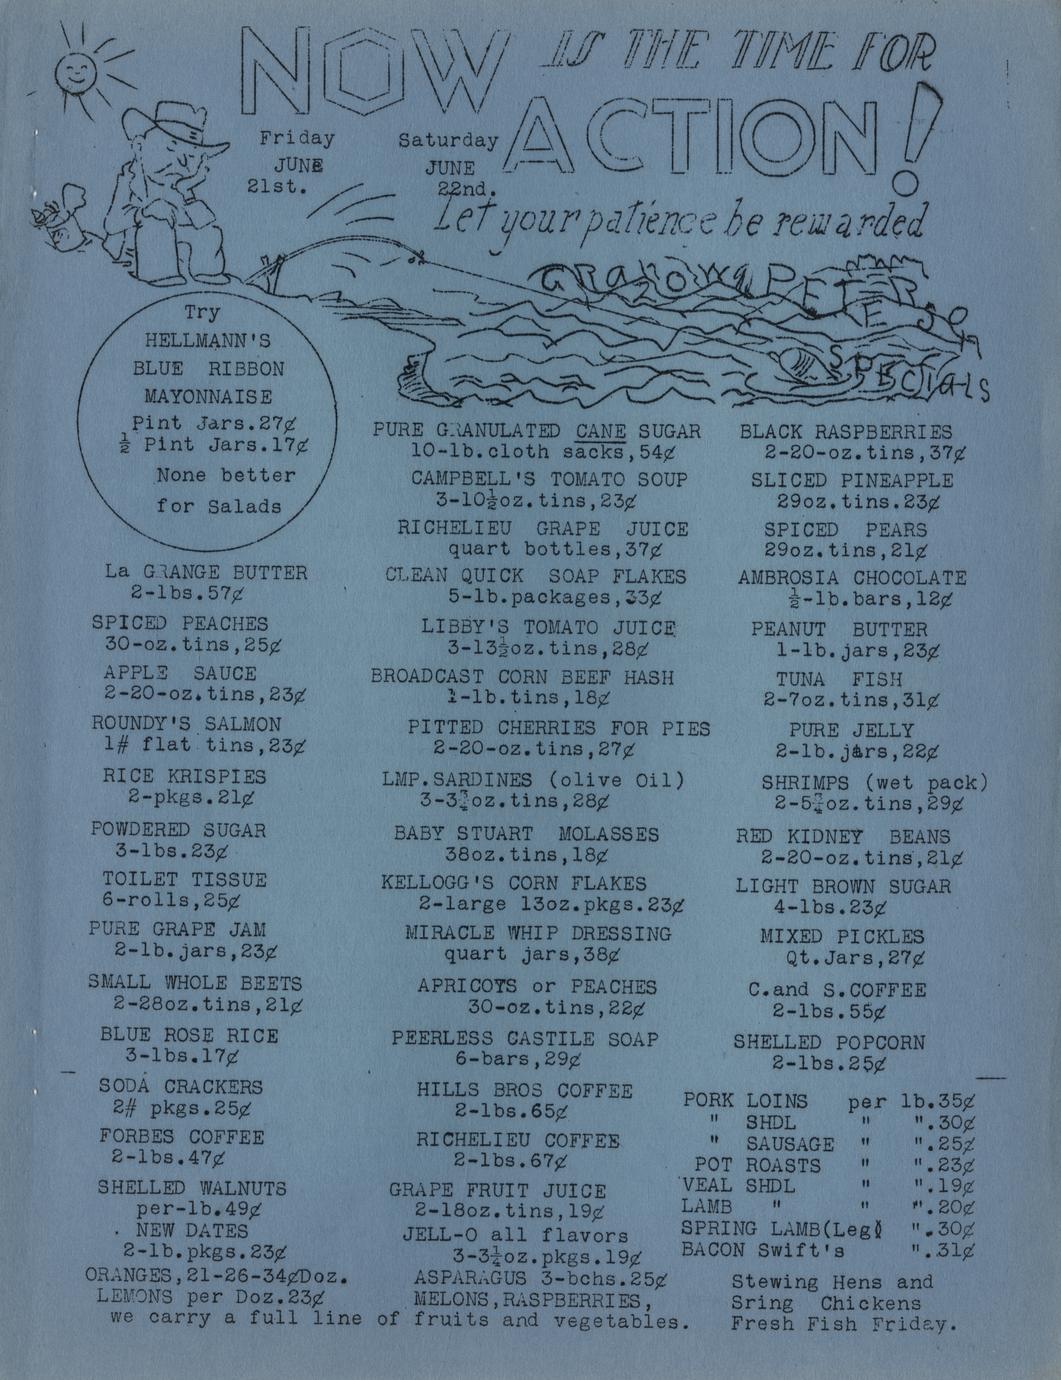 NOW IS THE TIME FOR
ACTION!
Friday Saturday
JUNE JUNE
21st. 22nd.
Let your patience be rewarded
PETERSON
SPECIALS
Try
HELLMANN'S
BLUE RIBBON
MAYONNAISE
Pint Jars.27¢
½ Pint Jars.17¢
None better
for Salads
La GRANGE BUTTER
2-lbs.57¢
SPICED PEACHES
30-oz.tins,25¢
APPLE SAUCE
2-20-oz.tins,23¢
ROUNDY'S SALMON
1# flat tins,23¢
RICE KRISPIES
2-pkgs.21¢
POWDERED SUGAR
3-lbs.23¢
TOILET TISSUE
6-rolls,25¢
PURE GRAPE JAM
2-lb.jars,23¢
SMALL WHOLE BEETS
2-28oz.tins,21¢
BLUE ROSE RICE
3-lbs.17¢
SODA CRACKERS
2# pkgs.25¢
FORBES COFFEE
2-lbs.47¢
SHELLED WALNUTS
per-lb.49¢
NEW DATES
2-lb.pkgs.23¢
ORANGES,21-26-34¢Doz.
LEMONS per Doz.23¢
PURE GRANULATED CANE SUGAR
10-lb.cloth sacks,54¢
CAMPBELL'S TOMATO SOUP
3-10½oz.tins,23¢
RICHELIEU GRAPE JUICE
quart bottles,37¢
CLEAN QUICK SOAP FLAKES
5-lb.packages,33¢
LIBBY'S TOMATO JUICE
3-13½oz.tins,28¢
BROADCAST CORN BEEF HASH
1-lb.tins,18¢
PITTED CHERRIES FOR PIES
2-20-oz.tins,27¢
LMP.SARDINES (olive Oil)
3-3¾oz.tins,28¢
BABY STUART MOLASSES
38oz.tins,18¢
KELLOGG'S CORN FLAKES
2-large 13oz.pkgs.23¢
MIRACLE WHIP DRESSING
quart jars,38¢
APRICOTS or PEACHES
30-oz.tins,22¢
PEERLESS CASTILE SOAP
6-bars,29¢
HILLS BROS COFFEE
2-lbs.65¢
RICHELIEU COFFEE
2-lbs.67¢
GRAPE FRUIT JUICE
2-18oz.tins,19¢
JELL-O all flavors
3-3¼oz.pkgs.19¢
ASPARAGUS 3-bchs.25¢
MELONS,RASPBERRIES,
we carry a full line of fruits and vegetables.
BLACK RASPBERRIES
2-20-oz.tins,37¢
SLICED PINEAPPLE
29oz.tins.23¢
SPICED PEARS
29oz.tins,21¢
AMBROSIA CHOCOLATE
½-lb.bars,12¢
PEANUT BUTTER
1-lb.jars,23¢
TUNA FISH
2-7oz.tins,31¢
PURE JELLY
2-lb.jars,22¢
SHRIMPS (wet pack)
2-5¾oz.tins,29¢
RED KIDNEY BEANS
2-20-oz.tins,21¢
LIGHT BROWN SUGAR
4-lbs.23¢
MIXED PICKLES
Qt.Jars,27¢
C.and S.COFFEE
2-lbs.55¢
SHELLED POPCORN
2-lbs.25¢
PORK LOINS per lb.35¢
" SHDL " ".30¢
" SAUSAGE " ".25¢
POT ROASTS " ".23¢
VEAL SHDL " ".19¢
LAMB " " ".20¢
SPRING LAMB(Leg) ".30¢
BACON Swift's ".31¢
Stewing Hens and
Sring Chickens
Fresh Fish Friday.